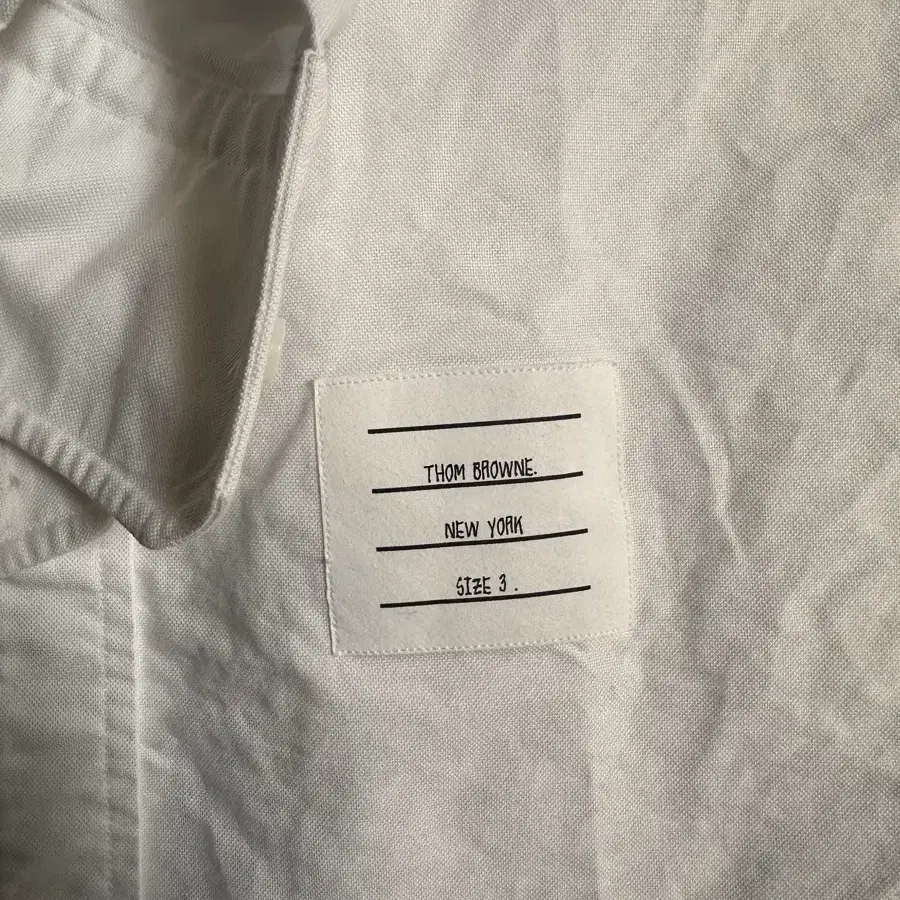 THOM BROWNE.
NEW YORK
SIZE 3 .